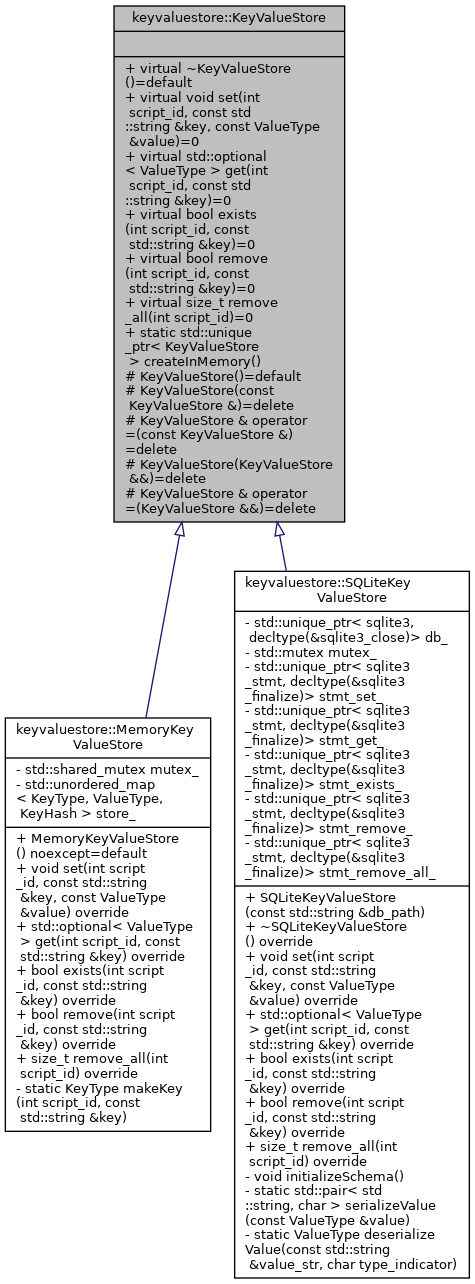 keyvaluestore::KeyValueStore
+ virtual ~KeyValueStore
()=default
+ virtual void set(int
script_id, const std
::string &key, const ValueType
&value)=0
+ virtual std::optional
< ValueType > get(int
script_id, const std
::string &key)=0
+ virtual bool exists
(int script_id, const
std::string &key)=0
+ virtual bool remove
(int script_id, const
std::string &key)=0
+ virtual size_t remove
_all(int script_id)=0
+ static std::unique
_ptr< KeyValueStore
> createInMemory()
# KeyValueStore()=default
# KeyValueStore(const
KeyValueStore &)=delete
# KeyValueStore & operator
=(const KeyValueStore &)
=delete
# KeyValueStore(KeyValueStore
&&)=delete
# KeyValueStore & operator
=(KeyValueStore &&)=delete
keyvaluestore::MemoryKey
ValueStore
- std::shared_mutex mutex_
- std::unordered_map
< KeyType, ValueType,
KeyHash > store_
+ MemoryKeyValueStore
() noexcept=default
+ void set(int script
_id, const std::string
&key, const ValueType
&value) override
+ std::optional< ValueType
> get(int script_id, const
std::string &key) override
+ bool exists(int script
_id, const std::string
&key) override
+ bool remove(int script
_id, const std::string
&key) override
+ size_t remove_all(int
script_id) override
- static KeyType makeKey
(int script_id, const
std::string &key)
keyvaluestore::SQLiteKey
ValueStore
- std::unique_ptr< sqlite3,
decltype(&sqlite3_close)> db_
- std::mutex mutex_
- std::unique_ptr< sqlite3
_stmt, decltype(&sqlite3
_finalize)> stmt_set_
- std::unique_ptr< sqlite3
_stmt, decltype(&sqlite3
_finalize)> stmt_get_
- std::unique_ptr< sqlite3
_stmt, decltype(&sqlite3
_finalize)> stmt_exists_
- std::unique_ptr< sqlite3
_stmt, decltype(&sqlite3
_finalize)> stmt_remove_
- std::unique_ptr< sqlite3
_stmt, decltype(&sqlite3
_finalize)> stmt_remove_all_
+ SQLiteKeyValueStore
(const std::string &db_path)
+ ~SQLiteKeyValueStore
() override
+ void set(int script
_id, const std::string
&key, const ValueType
&value) override
+ std::optional< ValueType
> get(int script_id, const
std::string &key) override
+ bool exists(int script
_id, const std::string
&key) override
+ bool remove(int script
_id, const std::string
&key) override
+ size_t remove_all(int
script_id) override
- void initializeSchema()
- static std::pair< std
::string, char > serializeValue
(const ValueType &value)
- static ValueType deserialize
Value(const std::string
&value_str, char type_indicator)